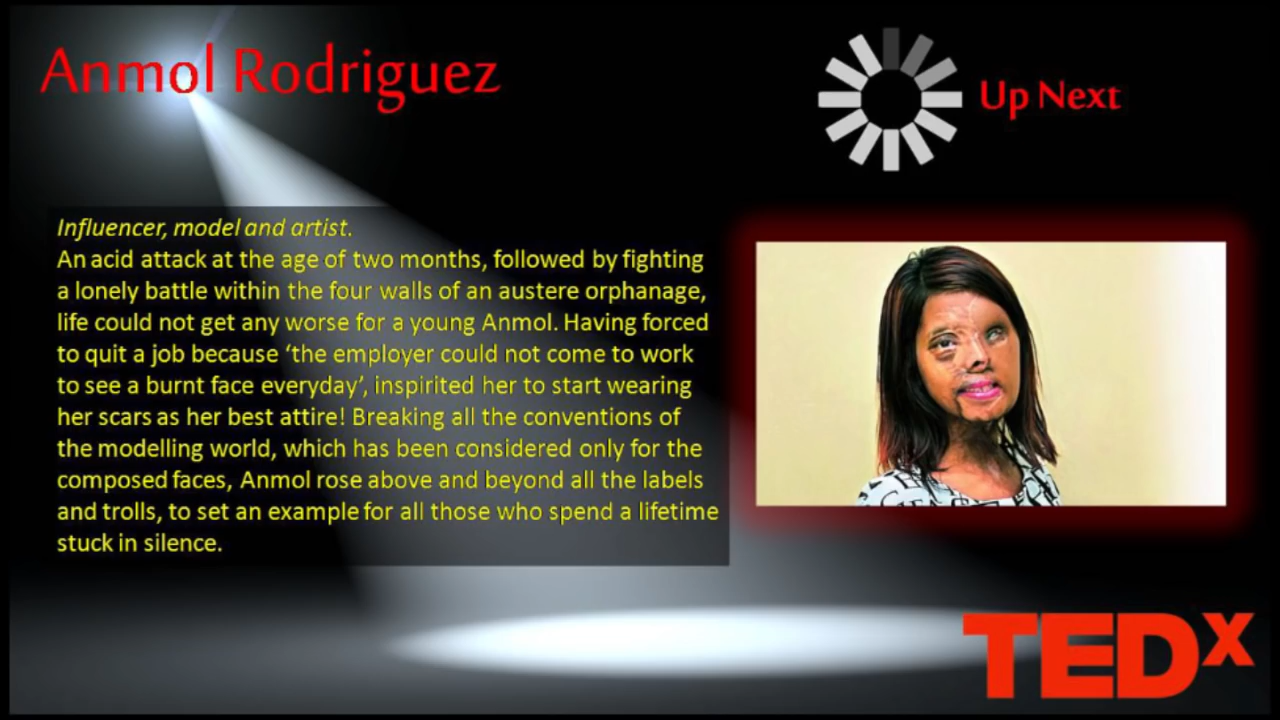 Anmol Rodriguez
Up Next
Influencer, model and artist.
An acid attack at the age of two months, followed by fighting
a lonely battle within the four walls of an austere orphanage,
life could not get any worse for a young Anmol. Having forced
to quit a job because ‘the employer could not come to work
to see a burnt face everyday’, inspirited her to start wearing
her scars as her best attire! Breaking all the conventions of
the modelling world, which has been considered only for the
composed faces, Anmol rose above and beyond all the labels
and trolls, to set an example for all those who spend a lifetime
stuck in silence.
TEDx